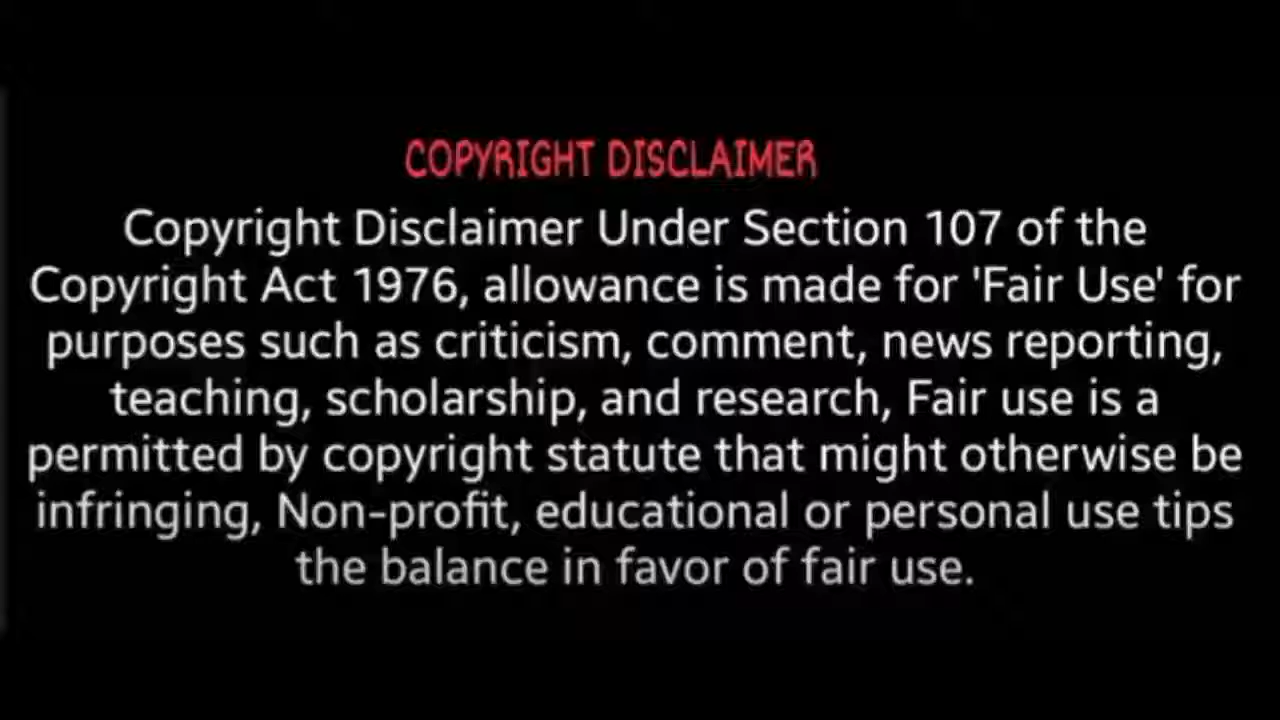 COPYRIGHT DISCLAIMER
Copyright Disclaimer Under Section 107 of the
Copyright Act 1976, allowance is made for 'Fair Use' for
purposes such as criticism, comment, news reporting,
teaching, scholarship, and research, Fair use is a
permitted by copyright statute that might otherwise be
infringing, Non-profit, educational or personal use tips
the balance in favor of fair use.